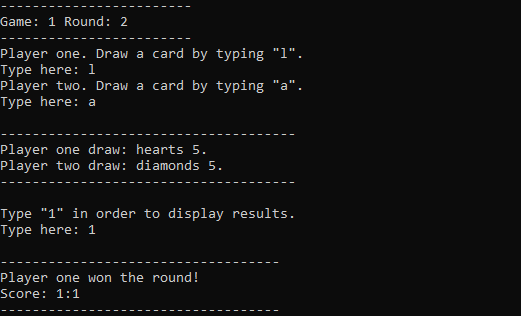 ------------------------
Game: 1 Round: 2
------------------------
Player one. Draw a card by typing "l".
Type here: l
Player two. Draw a card by typing "a".
Type here: a
-------------------------------------
Player one draw: hearts 5.
Player two draw: diamonds 5.
-------------------------------------
Type "1" in order to display results.
Type here: 1
-----------------------------------
Player one won the round!
Score: 1:1
-----------------------------------